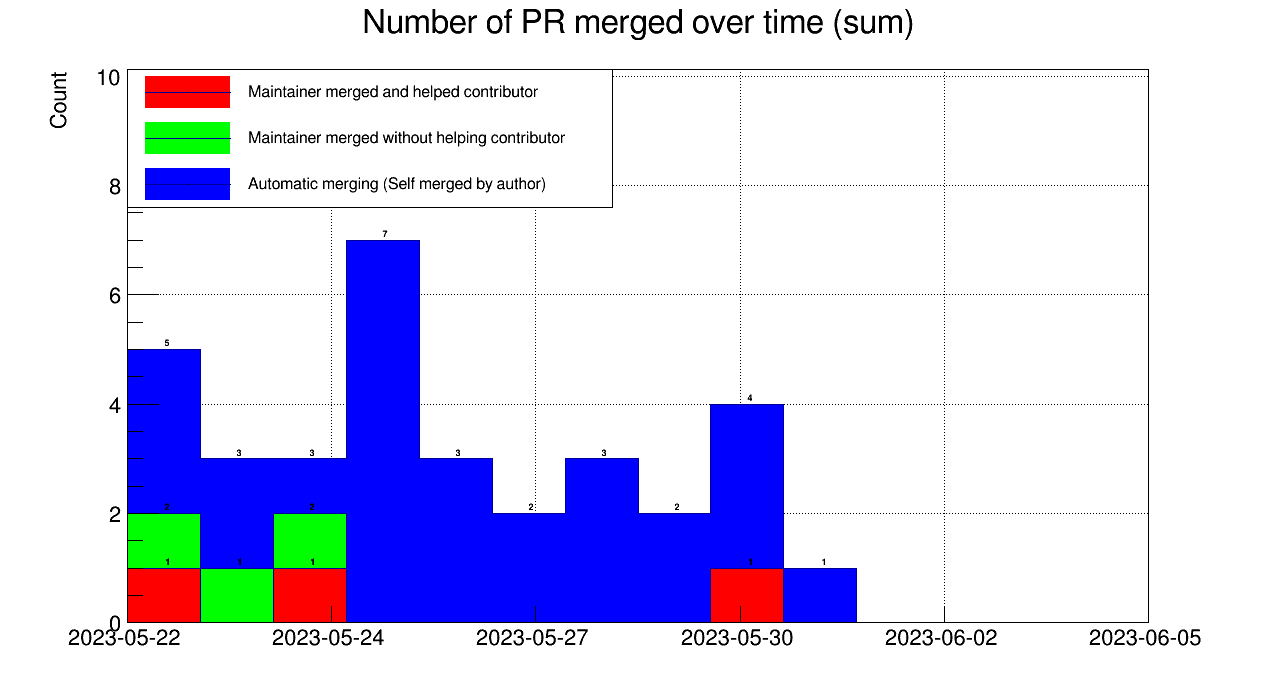 Number of PR merged over time (sum)
Count
10
8
6
4
2
0
Maintainer merged and helped contributor
Maintainer merged without helping contributor
Automatic merging (Self merged by author)
7
5
4
3 3 3 3
2 2 2 2
1 1 1 1 1
2023-05-22 2023-05-24 2023-05-27 2023-05-30 2023-06-02 2023-06-05